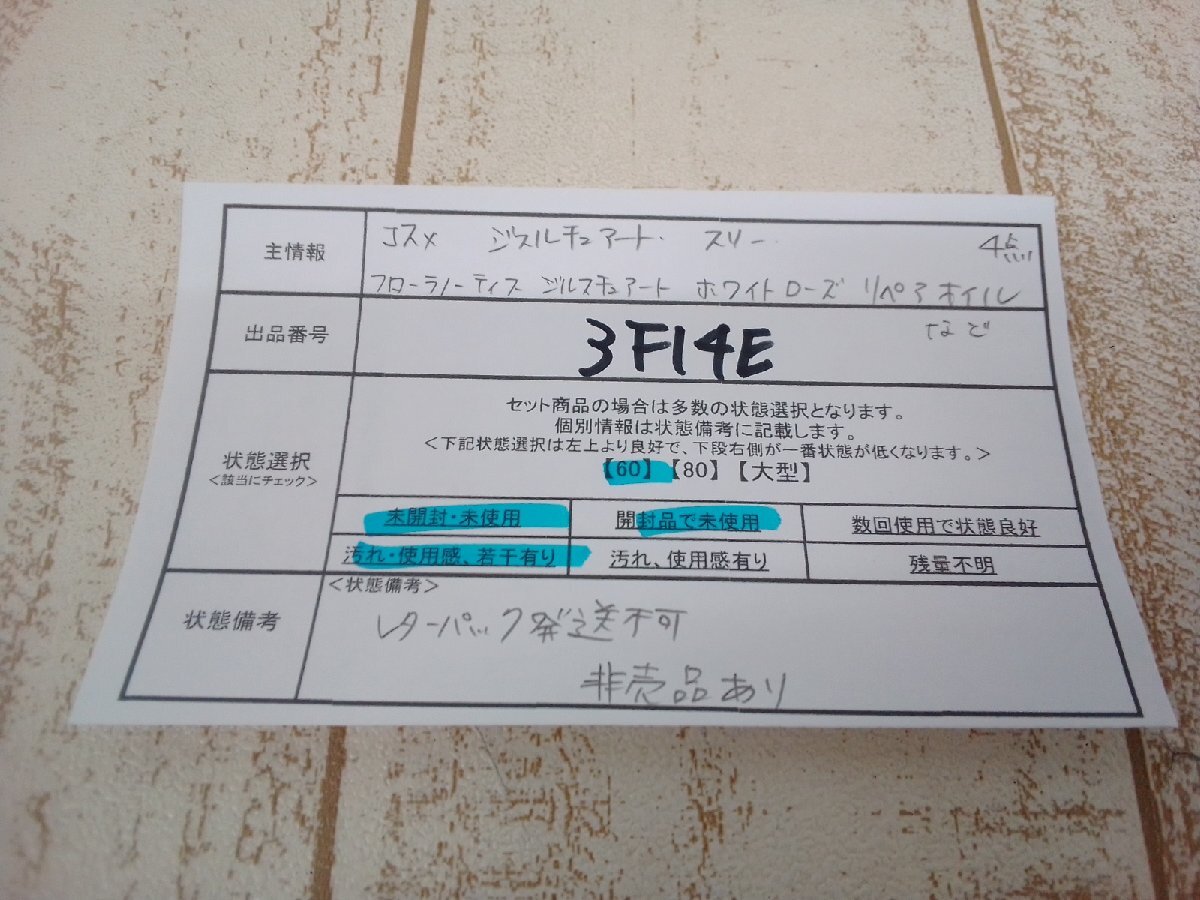 主情報
Jスメ ジスルチュアート. スリー. 4点
フローラノーティス ジルスチュアート ホワイトローズ リペアオイル
など
出品番号
3F14E
状態選択
<該当にチェック>
セット商品の場合は多数の状態選択となります。
個別情報は状態備考に記載します。
<下記状態選択は左上より良好で、下段右側が一番状態が低くなります。>
【60】【80】【大型】
未開封・未使用 開封品で未使用 数回使用で状態良好
汚れ・使用感、若干有り 汚れ、使用感有り 残量不明
状態備考
<状態備考>
レターパック発送不可
非売品あり